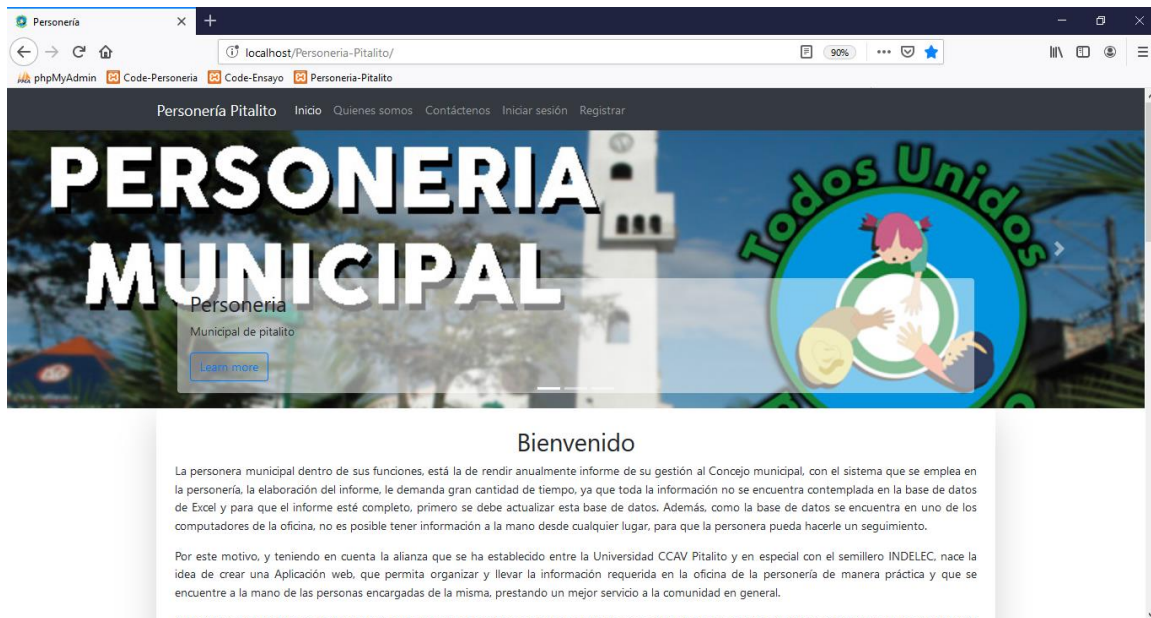 Personería
localhost/Personeria-Pitalito/
90%
phpMyAdmin Code-Personeria Code-Ensayo Personeria-Pitalito
Personería Pitalito Inicio Quienes somos Contáctenos Iniciar sesión Registrar
PERSONERIA
MUNICIPAL
Todos Unidos
Personeria
Municipal de pitalito
Learn more
Bienvenido
La personera municipal dentro de sus funciones, está la de rendir anualmente informe de su gestión al Concejo municipal, con el sistema que se emplea en
la personería, la elaboración del informe, le demanda gran cantidad de tiempo, ya que toda la información no se encuentra contemplada en la base de datos
de Excel y para que el informe esté completo, primero se debe actualizar esta base de datos. Además, como la base de datos se encuentra en uno de los
computadores de la oficina, no es posible tener información a la mano desde cualquier lugar, para que la personera pueda hacerle un seguimiento.
Por este motivo, y teniendo en cuenta la alianza que se ha establecido entre la Universidad CCAV Pitalito y en especial con el semillero INDELEC, nace la
idea de crear una Aplicación web, que permita organizar y llevar la información requerida en la oficina de la personería de manera práctica y que se
encuentre a la mano de las personas encargadas de la misma, prestando un mejor servicio a la comunidad en general.